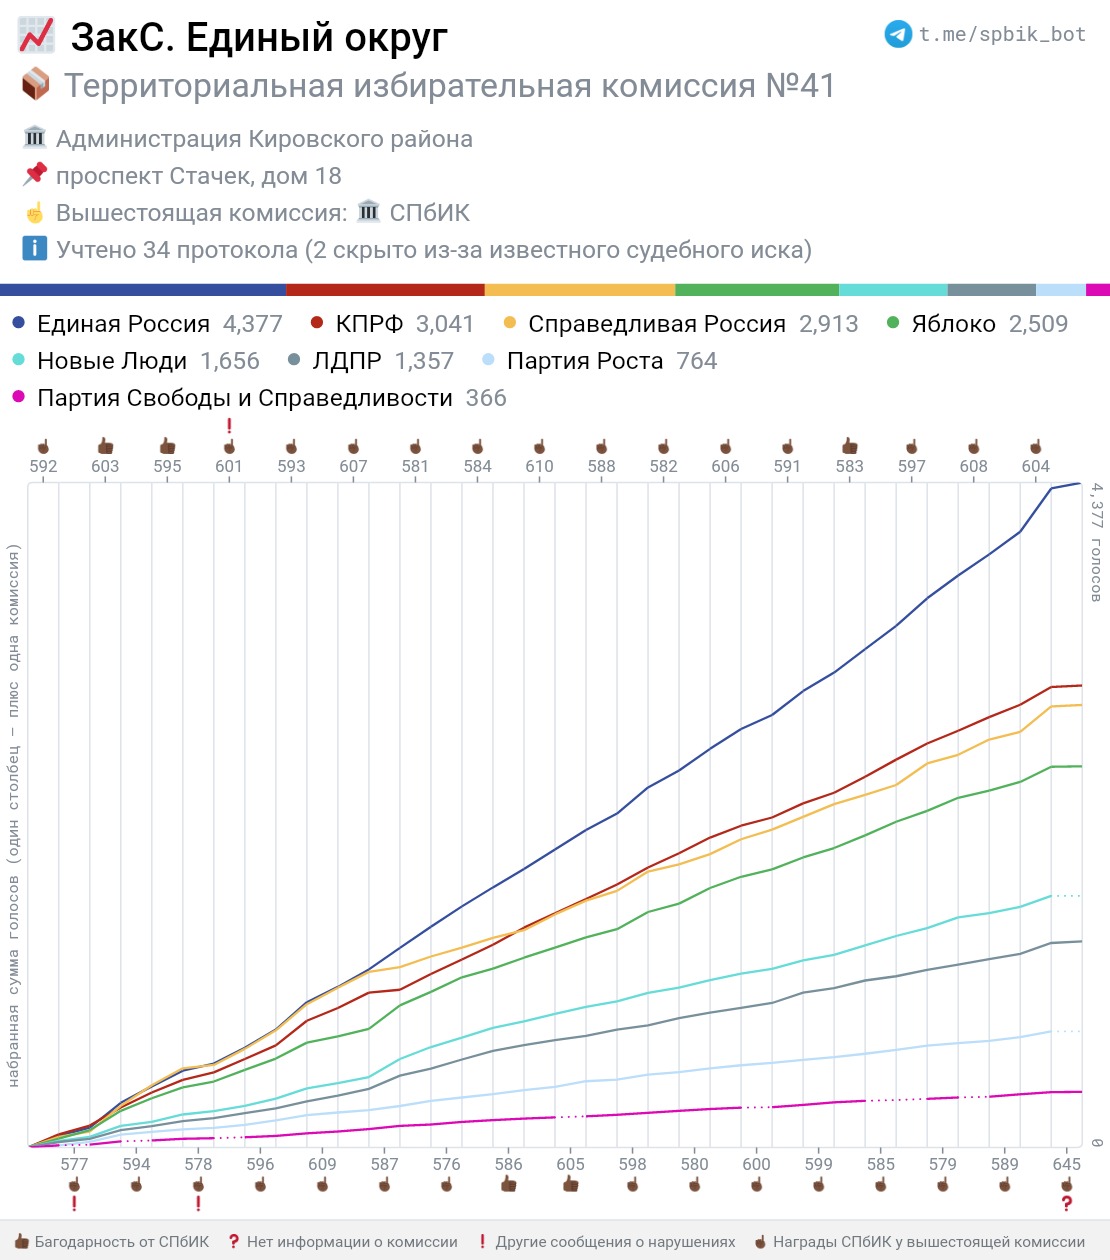 ЗакС. Единый округ
t.me/spbik_bot
Территориальная избирательная комиссия №41
Администрация Кировского района
проспект Стачек, дом 18
Вышестоящая комиссия: СПбИК
Учтено 34 протокола (2 скрыто из-за известного судебного иска)
Единая Россия 4,377 КПРФ 3,041 Справедливая Россия 2,913 Яблоко 2,509
Новые Люди 1,656 ЛДПР 1,357 Партия Роста 764
Партия Свободы и Справедливости 366
592 603 595 601 593 607 581 584 610 588 582 606 591 583 597 608 604
4,377 голосов
набранная сумма голосов (один столбец — плюс одна комиссия)
0
577 594 578 596 609 587 576 586 605 598 580 600 599 585 579 589 645
Багодарность от СПбИК Нет информации о комиссии Другие сообщения о нарушениях Награды СПбИК у вышестоящей комиссии